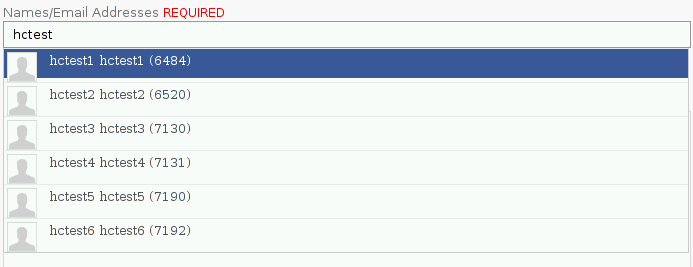 Names/Email Addresses REQUIRED
hctest
hctest1 hctest1 (6484)
hctest2 hctest2 (6520)
hctest3 hctest3 (7130)
hctest4 hctest4 (7131)
hctest5 hctest5 (7190)
hctest6 hctest6 (7192)